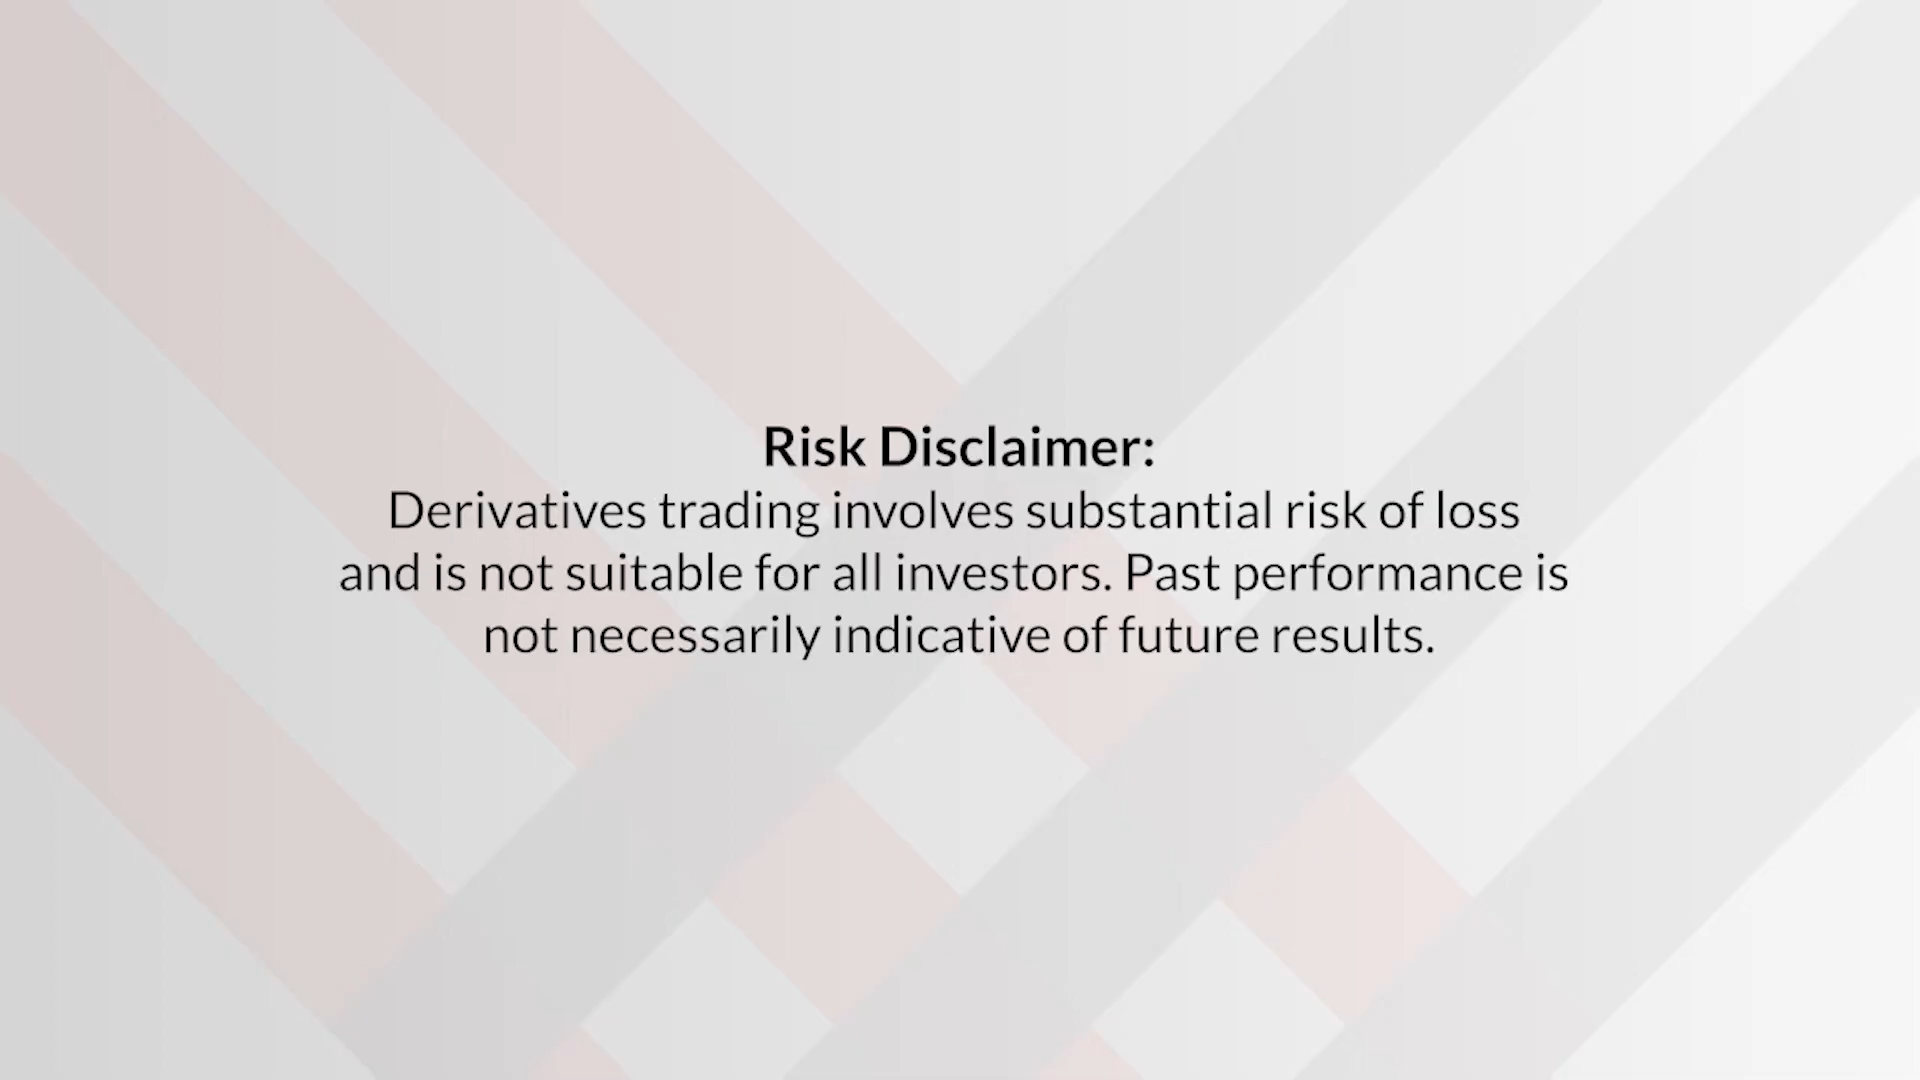 Risk Disclaimer:
Derivatives trading involves substantial risk of loss
and is not suitable for all investors. Past performance is
not necessarily indicative of future results.